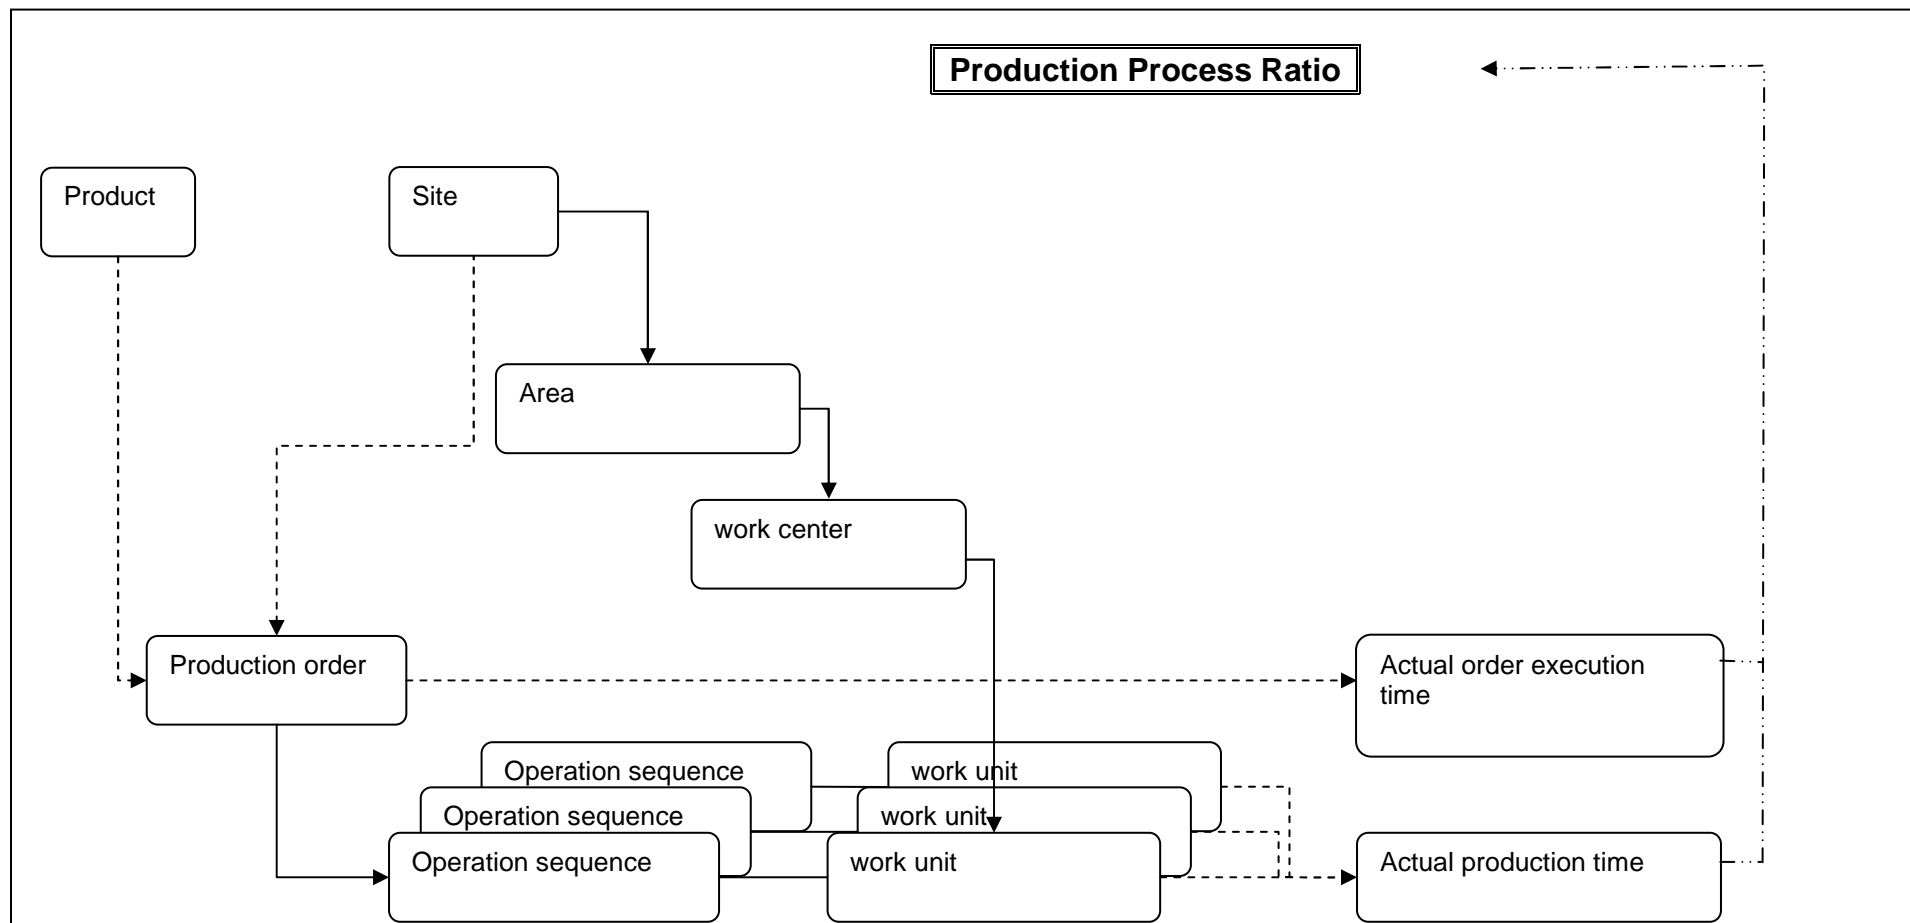 Production Process Ratio
Product
Site
Area
work center
Production order
Actual order execution
time
Operation sequence
work unit
Operation sequence
work unit
Operation sequence
work unit
Actual production time